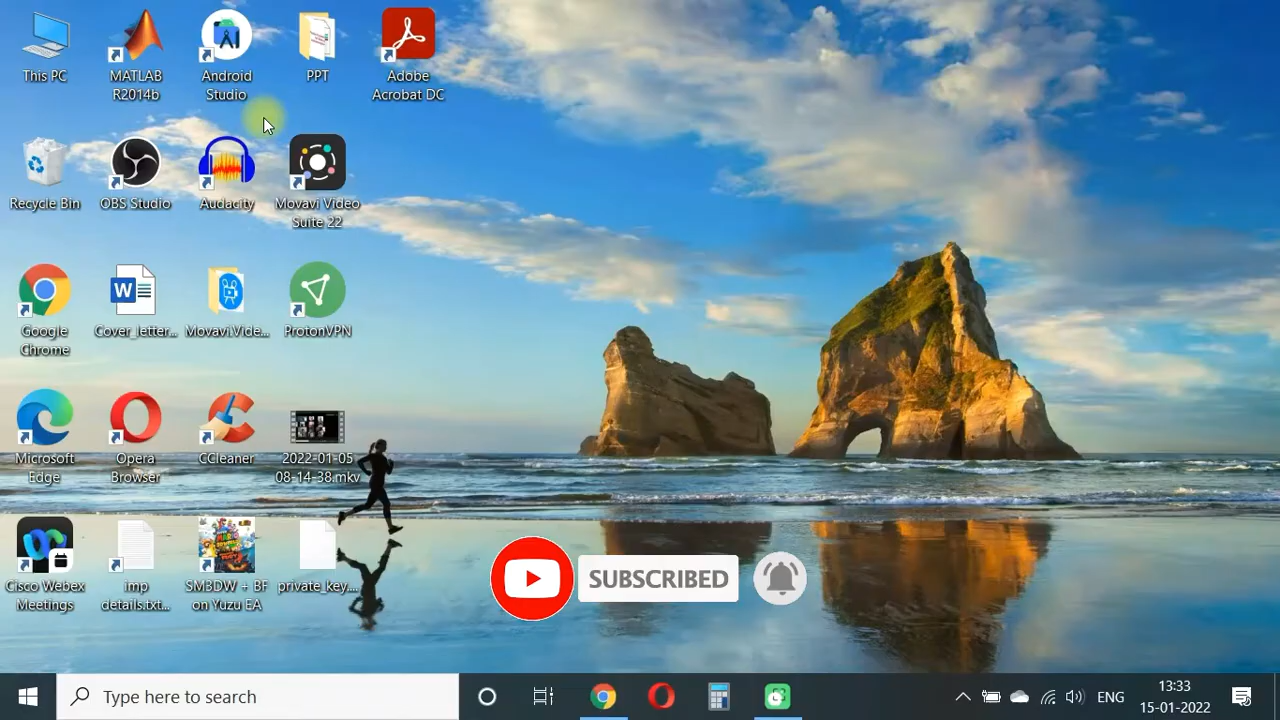 This PC
MATLAB
R2014b
Android
Studio
PPT
Adobe
Acrobat DC
Recycle Bin
OBS Studio
Audacity
Movavi Video
Suite 22
Google
Chrome
Cover_letter...
Movavi.Vide...
ProtonVPN
Microsoft
Edge
Opera
Browser
CCleaner
2022-01-05
08-14-38.mkv
Cisco Webex
Meetings
imp
details.txt...
SM3DW + BF
on Yuzu EA
private_key...
SUBSCRIBED
Type here to search
ENG
13:33
15-01-2022